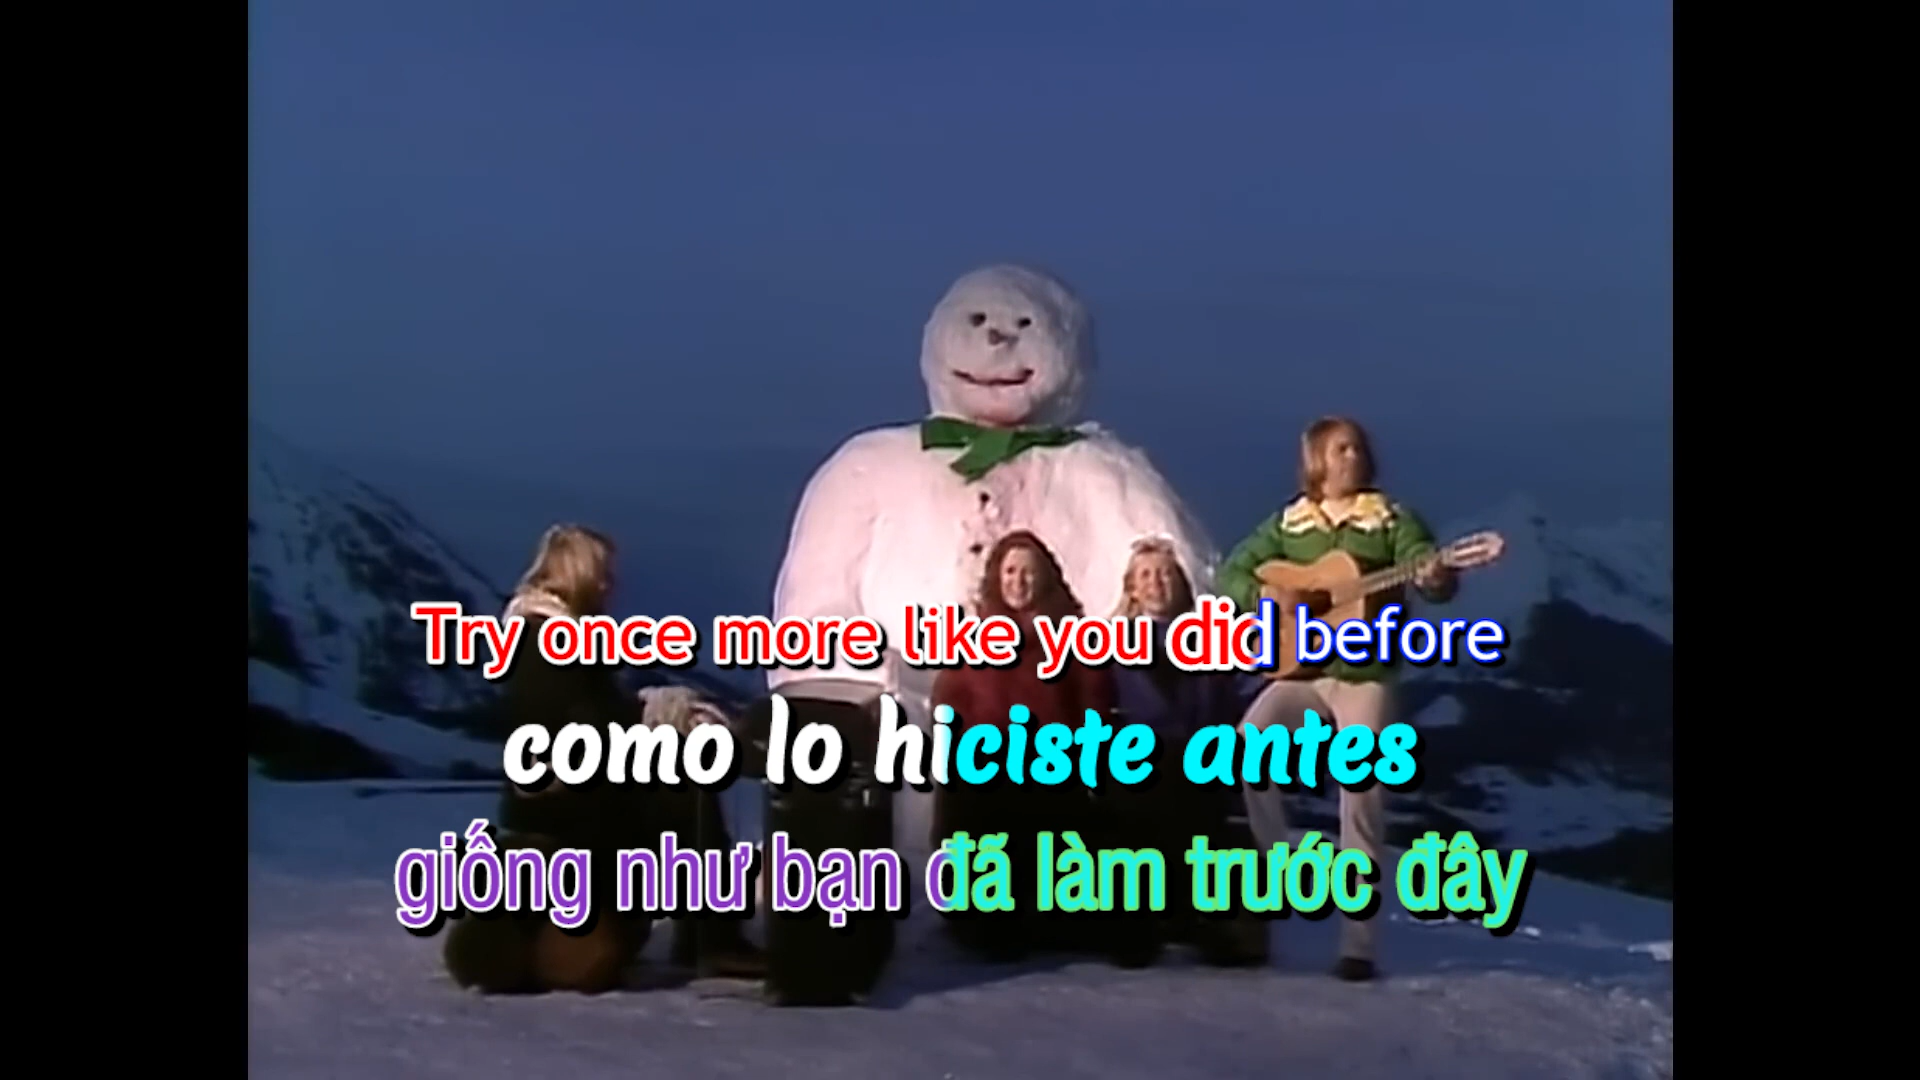 Try once more like you did before
como lo hiciste antes
giống như bạn đã làm trước đây